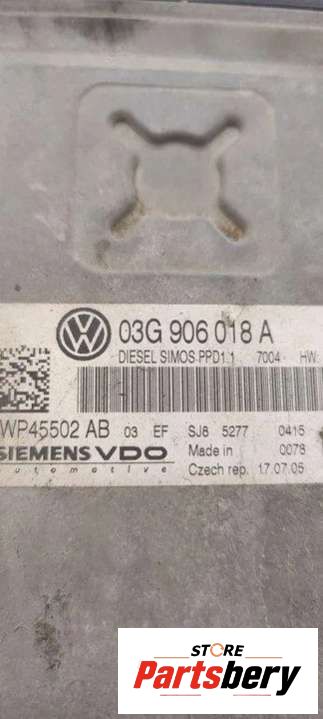 03G 906 018 A
DIESEL SIMOS PPD1.1 7004 HW:
WP45502 AB 03 EF SJ8 5277 0415
SIEMENS VDO Made in 0078
automotive Czech rep. 17.07.05
STORE
Partsbery